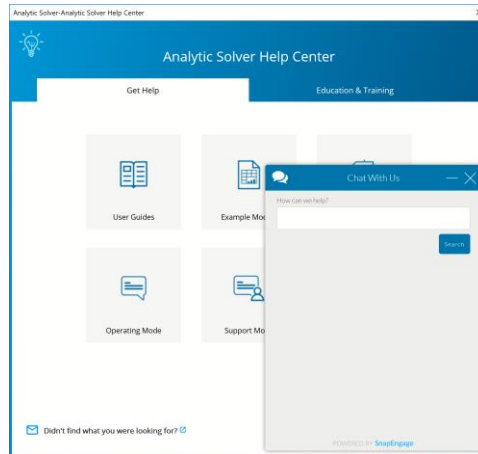 Analytic Solver-Analytic Solver Help Center
Analytic Solver Help Center
Get Help
Education & Training
User Guides
Example
Chat With Us
How can we help?
Search
Operating Mode
Support
Didn't find what you were looking for?
POWERED BY SnapEngage